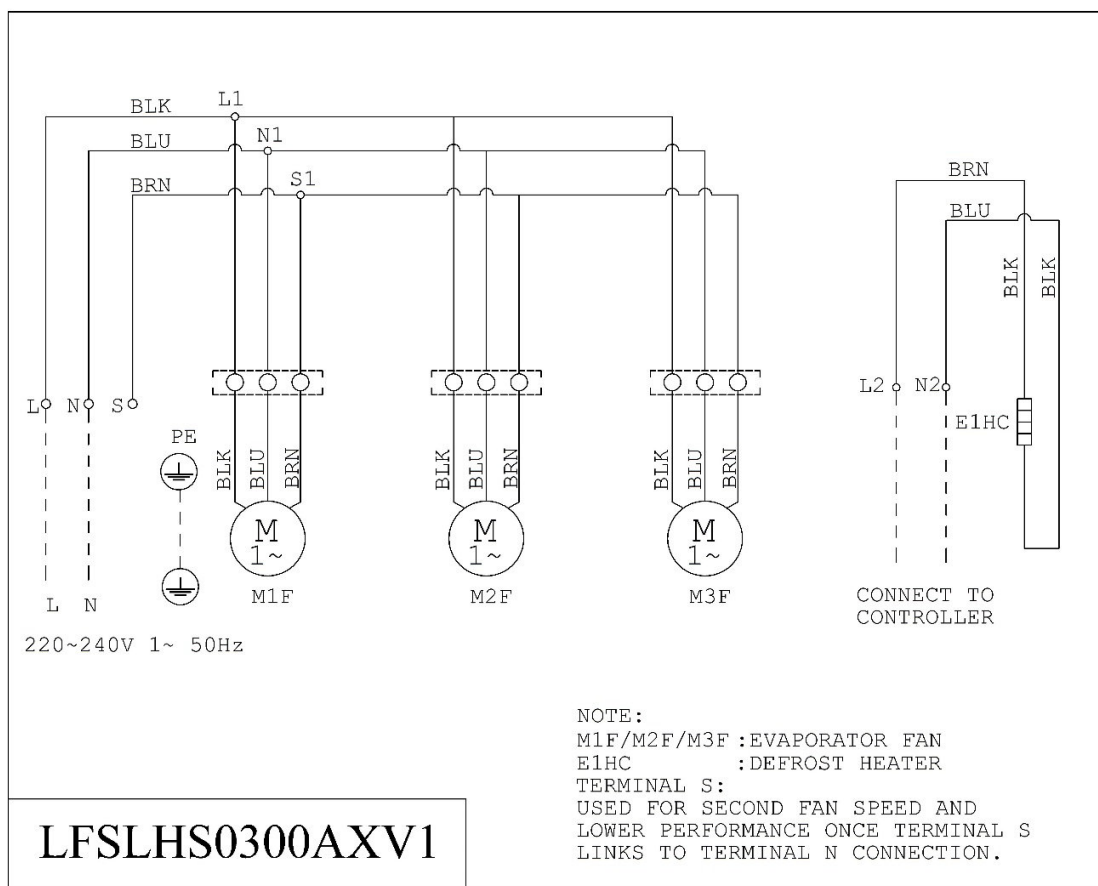 BLK
L1
BLU
N1
BRN
S1
BRN
BLU
BLK
BLK
L
N
S
PE
L2
N2
E1HC
BLK
BLU
BRN
BLK
BLU
BRN
BLK
BLU
BRN
M
1~
M
1~
M
1~
M1F
M2F
M3F
L
N
220~240V 1~ 50Hz
CONNECT TO
CONTROLLER
NOTE:
M1F/M2F/M3F :EVAPORATOR FAN
E1HC :DEFROST HEATER
TERMINAL S:
USED FOR SECOND FAN SPEED AND
LOWER PERFORMANCE ONCE TERMINAL S
LINKS TO TERMINAL N CONNECTION.
LFSLHS0300AXV1